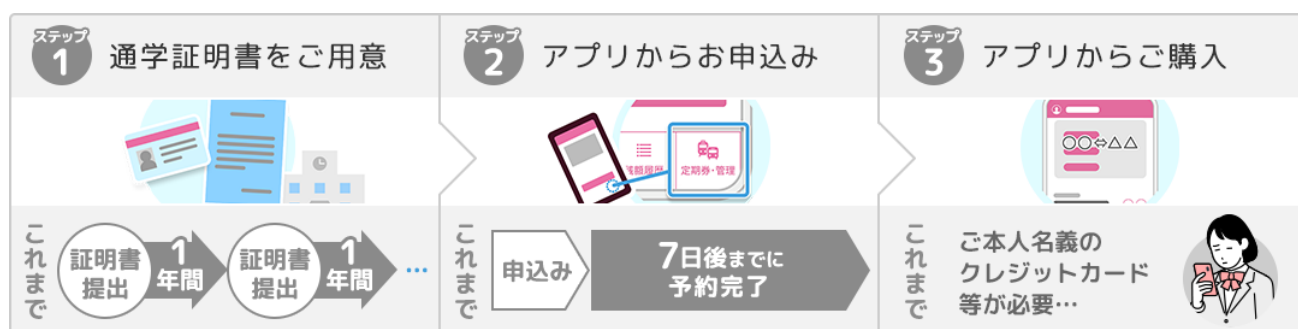 ステップ
1
通学証明書をご用意
ステップ
2
アプリからお申込み
ステップ
3
アプリからご購入
定期券・管理
○○⇔△△
これまで
証明書
提出
1
年間
証明書
提出
1
年間
…
これまで
申込み
7日後までに
予約完了
これまで
ご本人名義の
クレジットカード
等が必要…